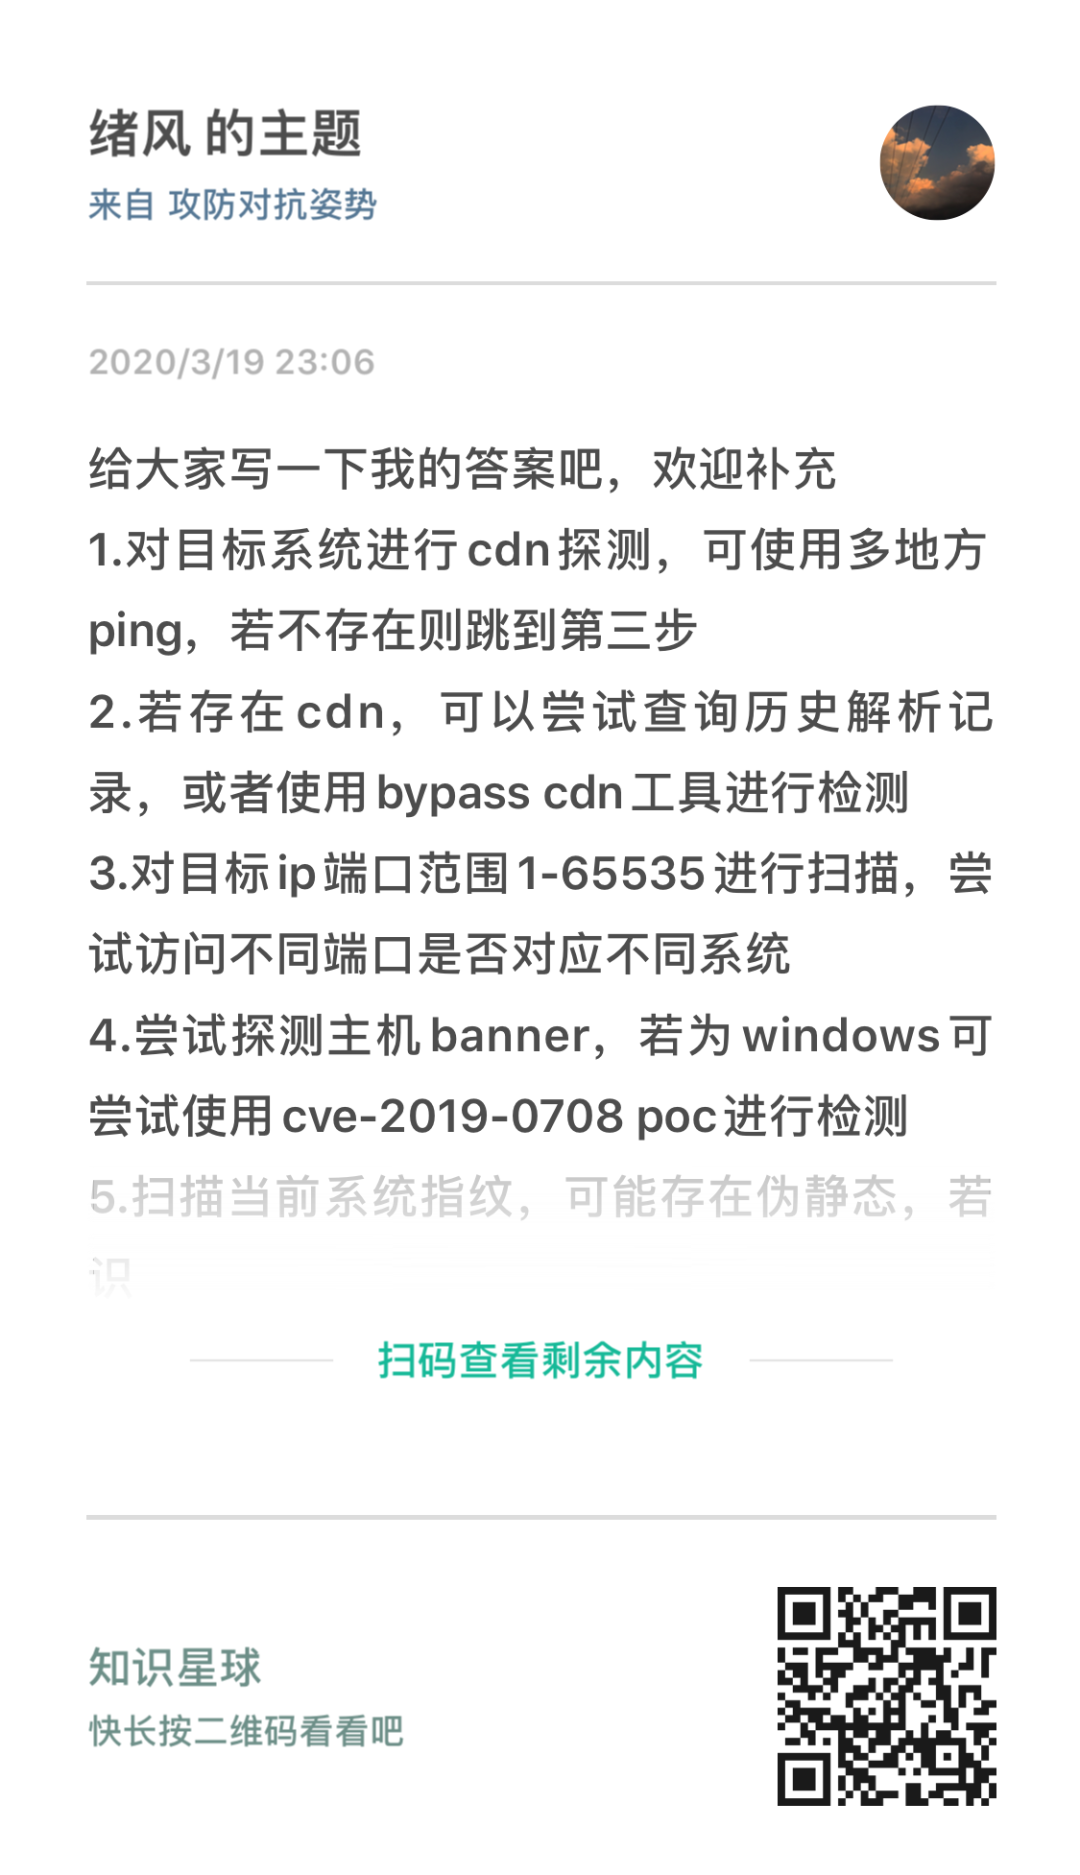 绪风 的主题
来自 攻防对抗姿势
2020/3/19 23:06
给大家写一下我的答案吧，欢迎补充
1.对目标系统进行cdn探测，可使用多地方
ping，若不存在则跳到第三步
2.若存在cdn，可以尝试查询历史解析记
录，或者使用bypass cdn工具进行检测
3.对目标ip端口范围1-65535进行扫描，尝
试访问不同端口是否对应不同系统
4.尝试探测主机banner，若为windows可
尝试使用cve-2019-0708 poc进行检测
5.扫描当前系统指纹，可能存在伪静态，若
识
扫码查看剩余内容
知识星球
快长按二维码看看吧